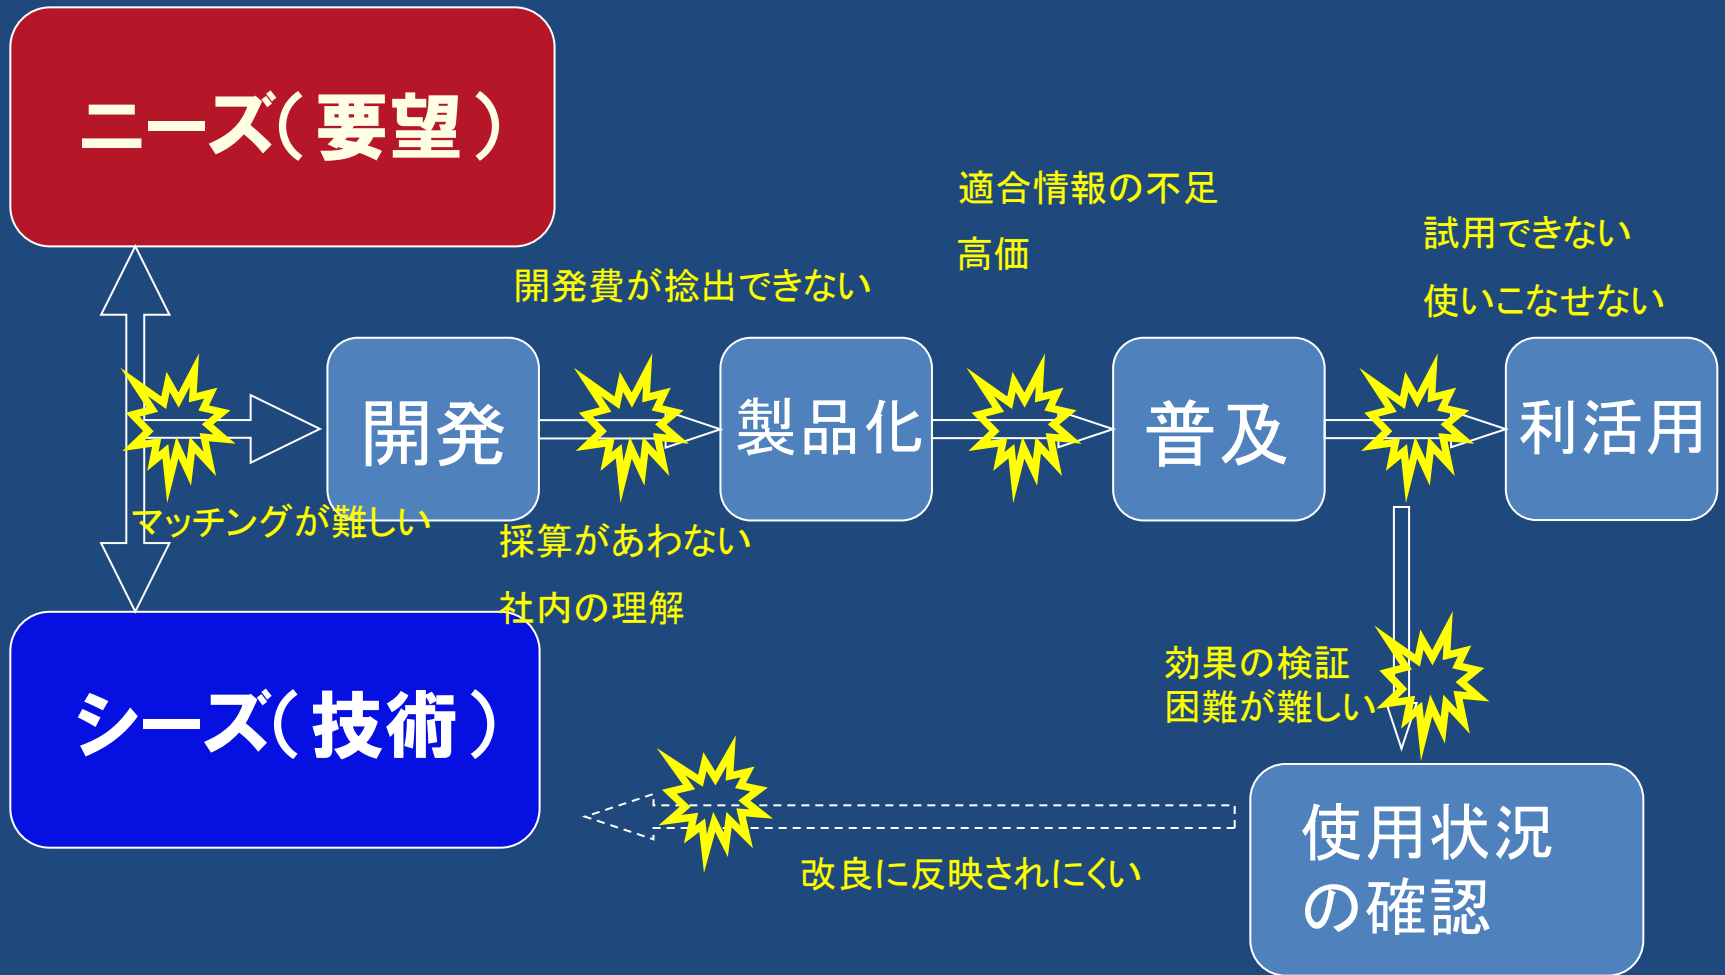 ニーズ(要望)
適合情報の不足
高価
試用できない
使いこなせない
開発費が捻出できない
開発
製品化
普及
利活用
マッチングが難しい
採算があわない
社内の理解
シーズ(技術)
効果の検証
困難が難しい
改良に反映されにくい
使用状況
の確認